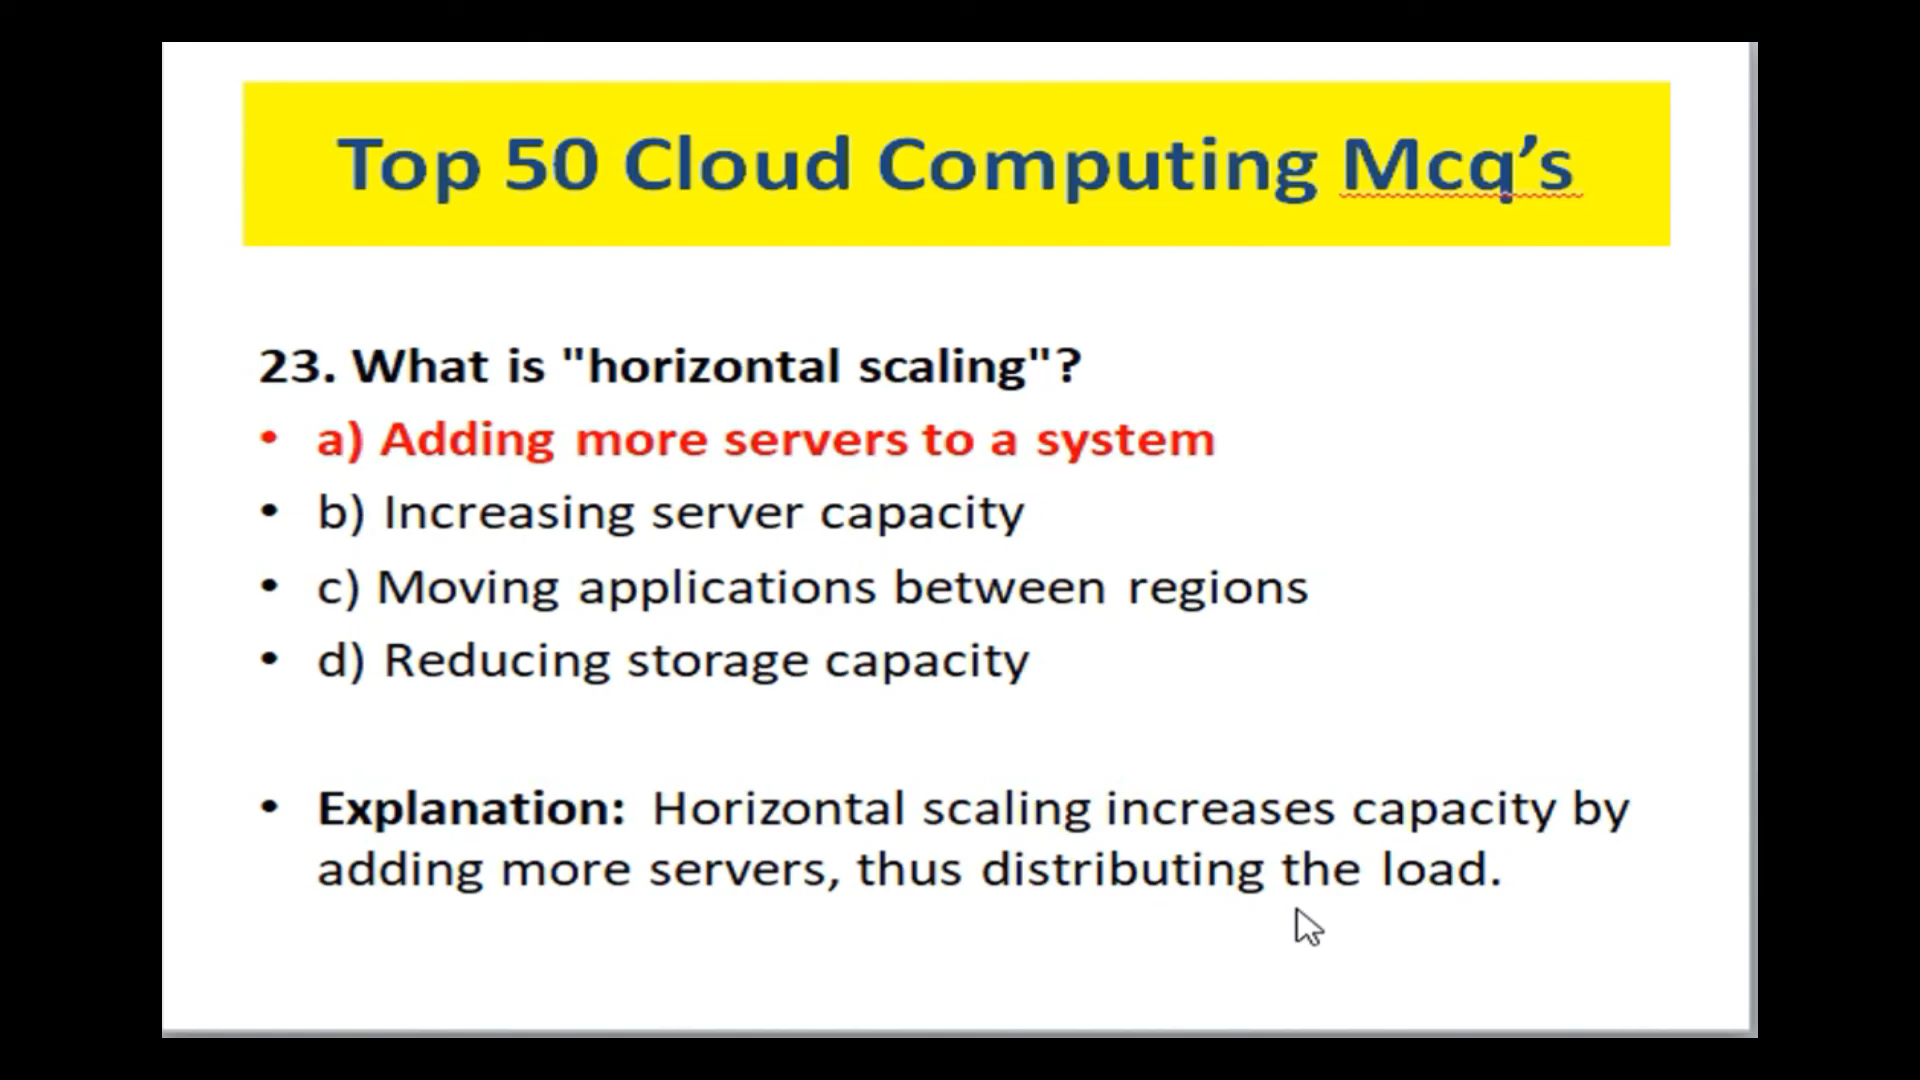 Top 50 Cloud Computing Mcq’s
23. What is "horizontal scaling"?
• a) Adding more servers to a system
• b) Increasing server capacity
• c) Moving applications between regions
• d) Reducing storage capacity
• Explanation: Horizontal scaling increases capacity by
adding more servers, thus distributing the load.